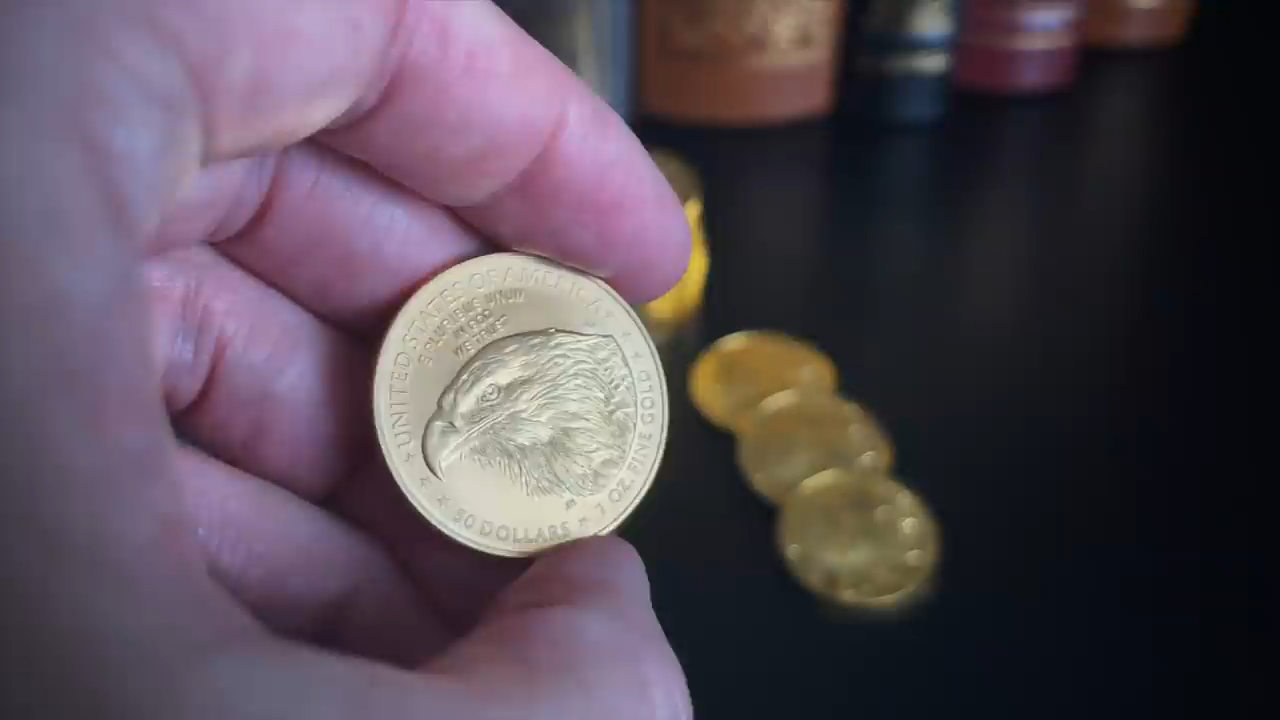 UNITED STATES OF AMERICA
E PLURIBUS UNUM
IN GOD
WE TRUST
1 OZ. FINE GOLD
50 DOLLARS